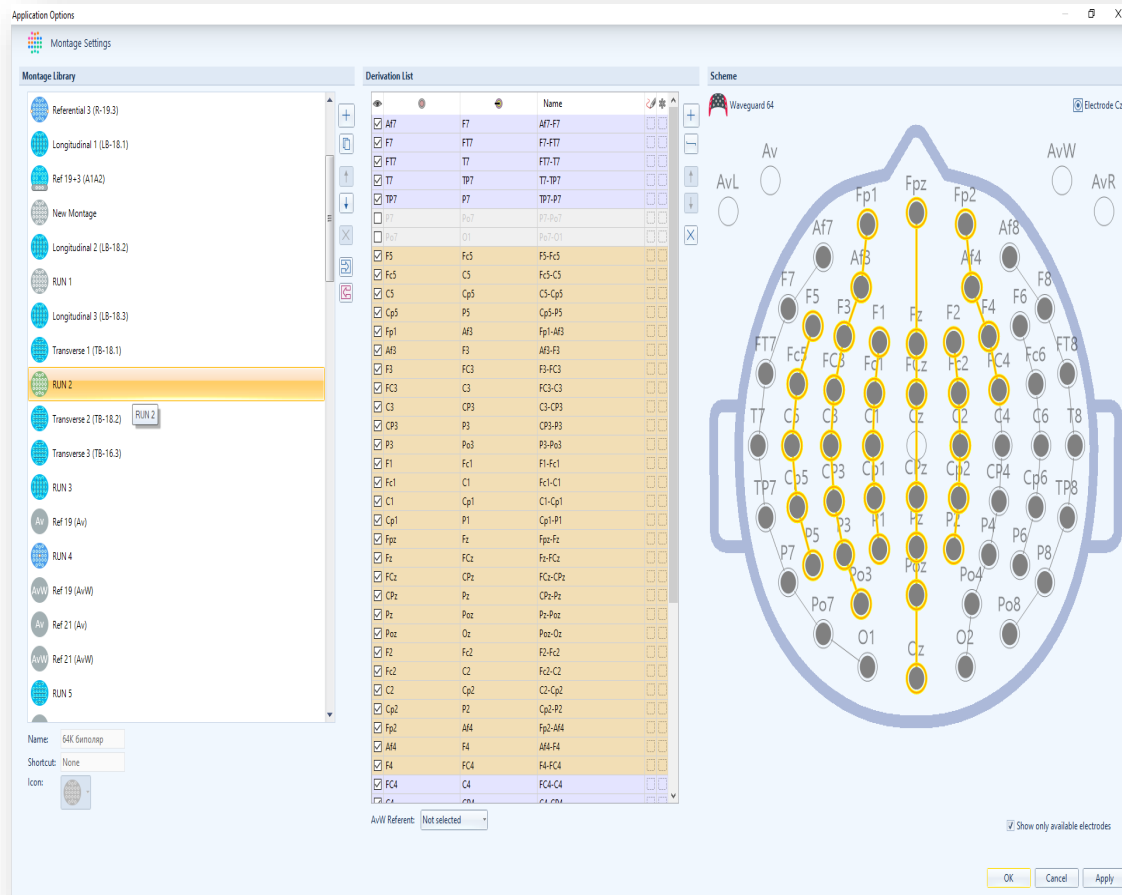 Application Options
Montage Settings
Montage Library
Referential 3 (R-19.3)
Longitudinal 1 (LB-18.1)
Ref 19+3 (A1A2)
New Montage
Longitudinal 2 (LB-18.2)
RUN 1
Longitudinal 3 (LB-18.3)
Transverse 1 (TB-18.1)
RUN 2
Transverse 2 (TB-18.2)
RUN 2
Transverse 3 (TB-16.3)
RUN 3
Av Ref 19 (Av)
RUN 4
AvW Ref 19 (AvW)
Av Ref 21 (Av)
AvW Ref 21 (AvW)
RUN 5
Name: 64К биполяр
Shortcut: None
Icon:
Derivation List
Name
Af7 F7 Af7-F7
F7 FT7 F7-FT7
FT7 T7 FT7-T7
T7 TP7 T7-TP7
TP7 P7 TP7-P7
P7 Po7 P7-Po7
Po7 O1 Po7-O1
F5 Fc5 F5-Fc5
Fc5 C5 Fc5-C5
C5 Cp5 C5-Cp5
Cp5 P5 Cp5-P5
Fp1 Af3 Fp1-Af3
Af3 F3 Af3-F3
F3 FC3 F3-FC3
FC3 C3 FC3-C3
C3 CP3 C3-CP3
CP3 P3 CP3-P3
P3 Po3 P3-Po3
F1 Fc1 F1-Fc1
Fc1 C1 Fc1-C1
C1 Cp1 C1-Cp1
Cp1 P1 Cp1-P1
Fpz Fz Fpz-Fz
Fz FCz Fz-FCz
FCz CPz FCz-CPz
CPz Pz CPz-Pz
Pz Poz Pz-Poz
Poz Oz Poz-Oz
F2 Fc2 F2-Fc2
Fc2 C2 Fc2-C2
C2 Cp2 C2-Cp2
Cp2 P2 Cp2-P2
Fp2 Af4 Fp2-Af4
Af4 F4 Af4-F4
F4 FC4 F4-FC4
FC4 C4 FC4-C4
C4 CP4 C4-CP4
AvW Referent: Not selected
Scheme
Waveguard 64
Electrode Cz
Av AvW
AvL AvR
Fp1 Fpz Fp2
Af7 Af3 Af4 Af8
F7 F5 F3 F1 Fz F2 F4 F6 F8
FT7 Fc5 FC3 Fc1 FCz Fc2 FC4 Fc6 FT8
T7 C5 C3 C1 Cz C2 C4 C6 T8
TP7 Cp5 CP3 Cp1 CPz Cp2 CP4 Cp6 TP8
P7 P5 P3 P1 Pz P2 P4 P6 P8
Po7 Po3 Poz Po4 Po8
O1 Oz O2
Show only available electrodes
OK Cancel Apply